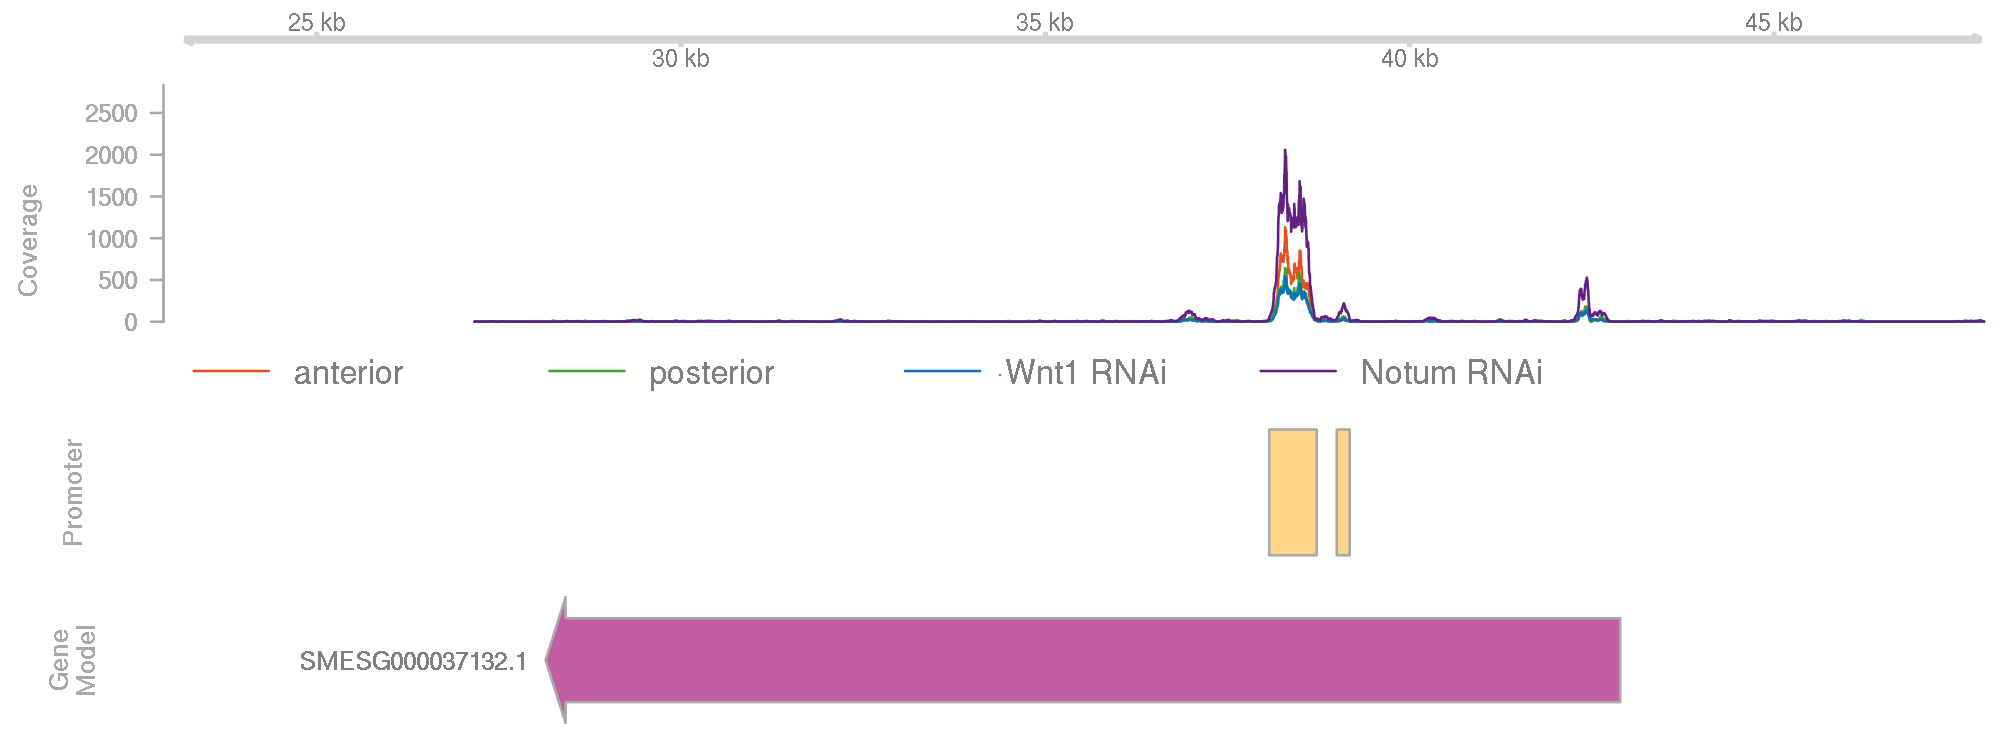 25 kb 35 kb 45 kb
30 kb 40 kb
Coverage
2500
2000
1500
1000
500
0
anterior posterior Wnt1 RNAi Notum RNAi
Promoter
Gene
Model
SMESG000037132.1